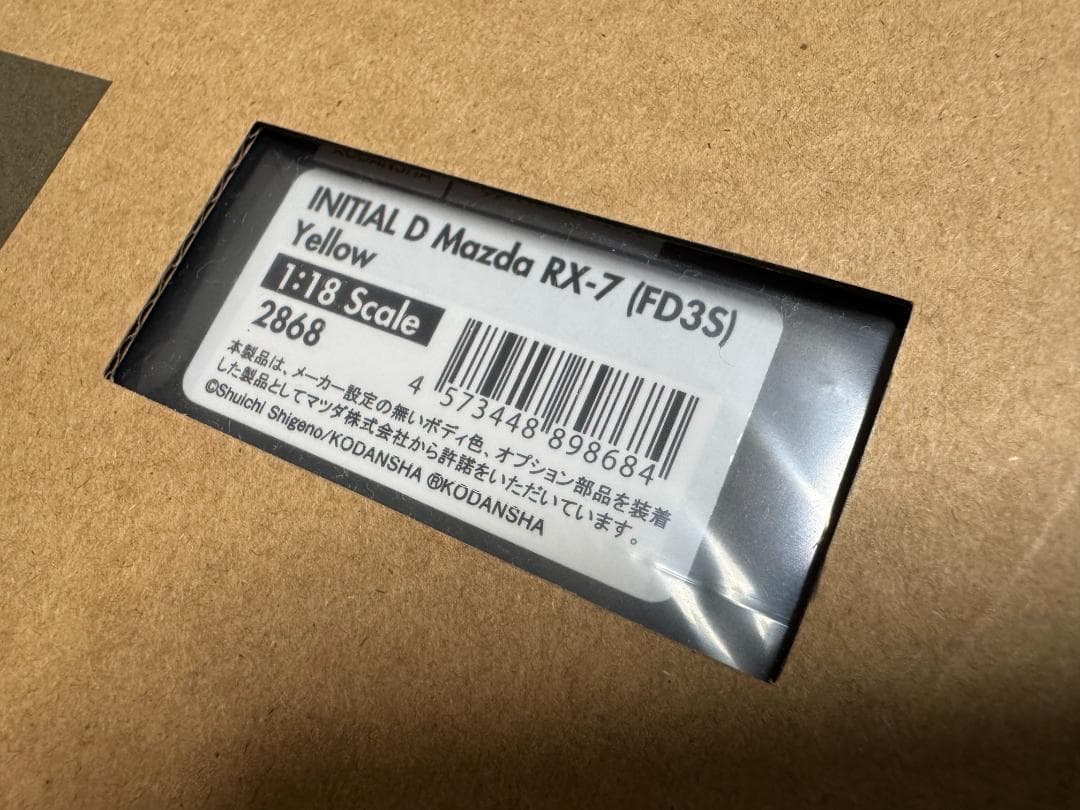 KODANSHA
INITIAL D Mazda RX-7 (FD3S)
Yellow
1:18 Scale
2868
4 573448 898684
本製品は、メーカー設定の無いボディ色、オプション部品を装着
した製品としてマツダ株式会社から許諾をいただいています。
©Shuichi Shigeno/KODANSHA ®KODANSHA